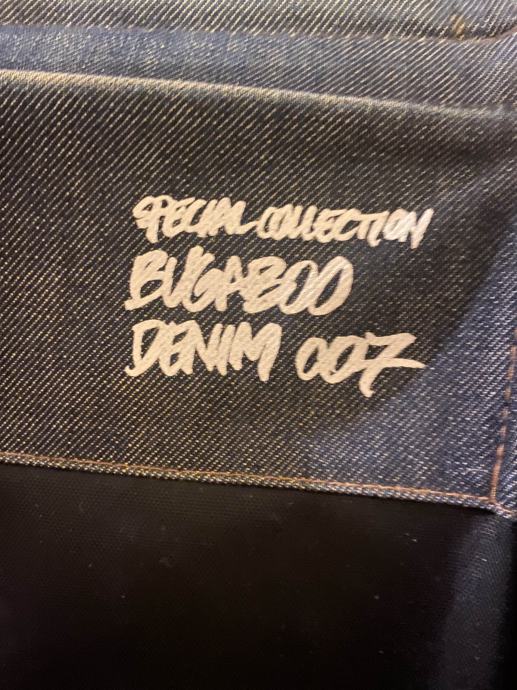 SPECIAL COLLECTION
BUGABOO
DENIM 007